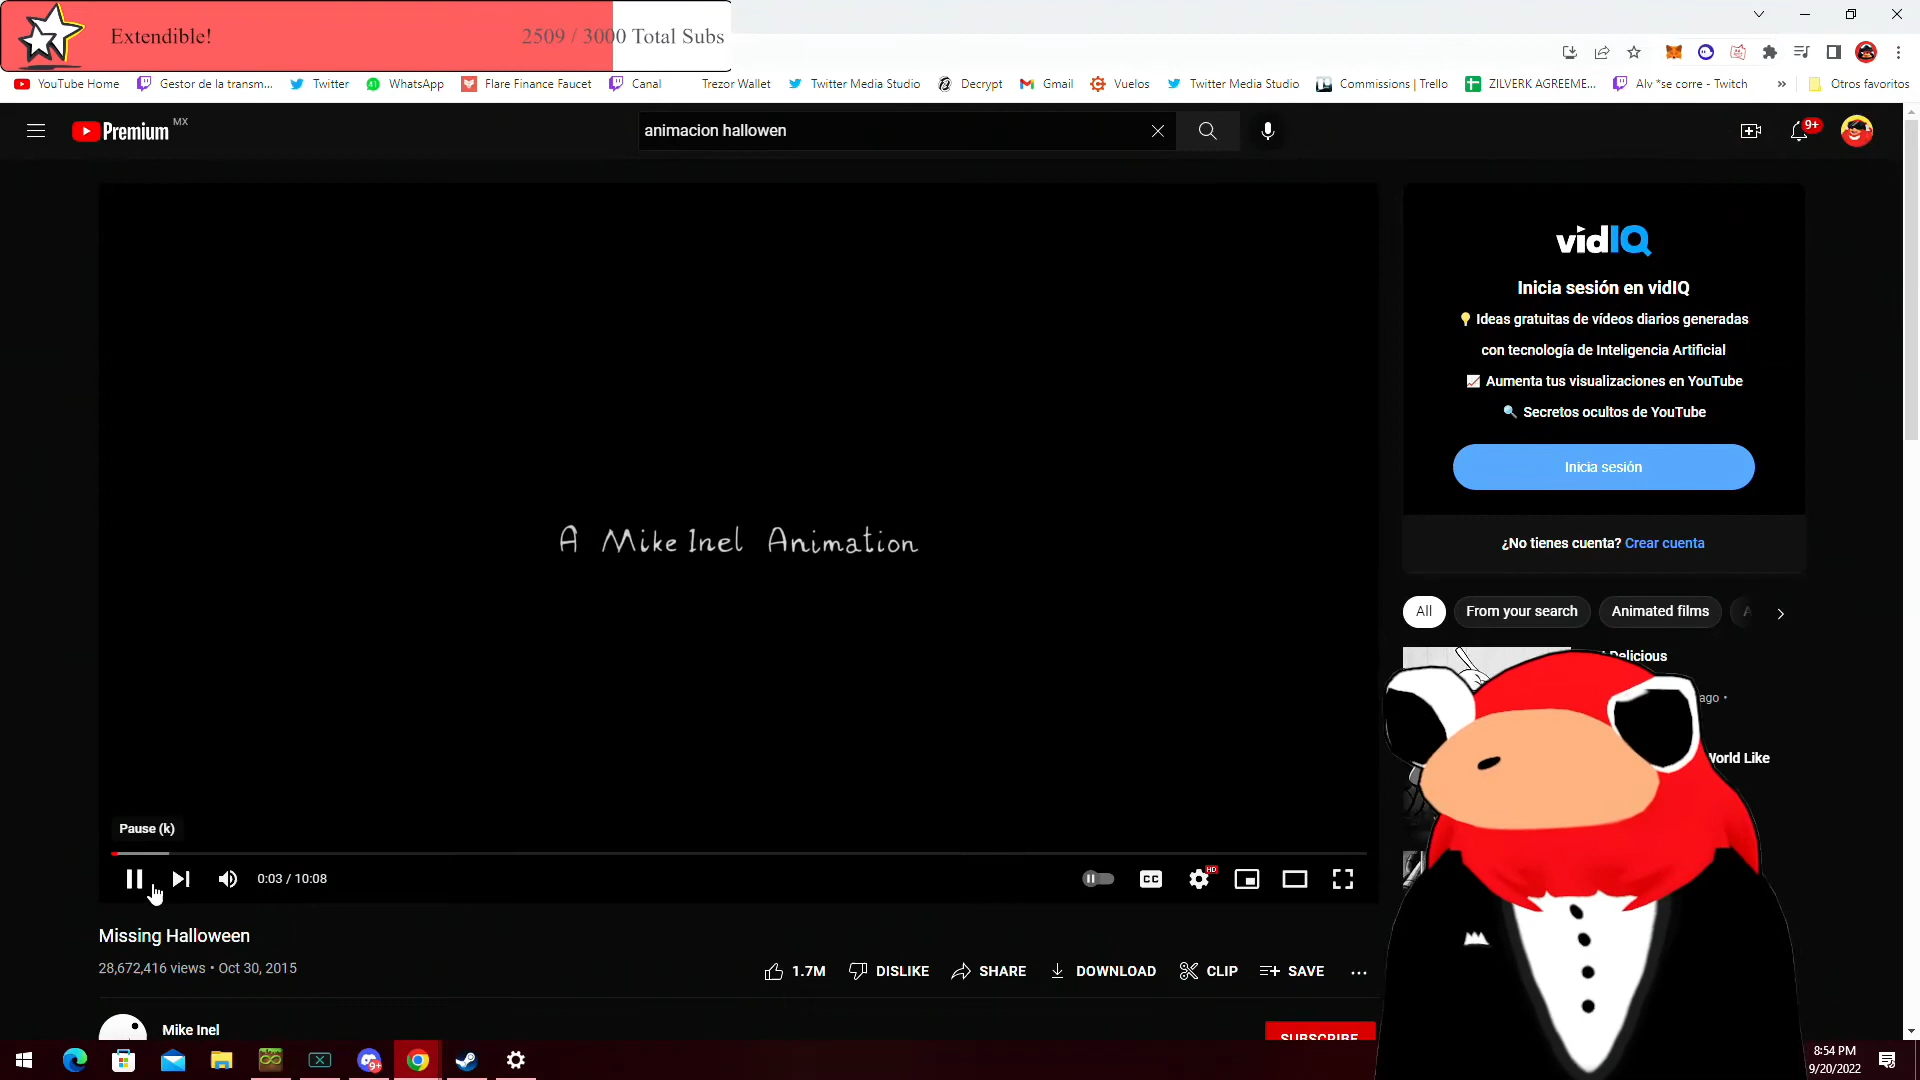 Extendible!
2509 / 3000 Total Subs
YouTube Home
Gestor de la transm...
Twitter
WhatsApp
Flare Finance Faucet
Canal
Trezor Wallet
Twitter Media Studio
Decrypt
Gmail
Vuelos
Twitter Media Studio
Commissions | Trello
ZILVERK AGREEME...
Alv *se corre - Twitch
»
Otros favoritos
Premium MX
animacion hallowen
9+
A Mike Inel Animation
vidIQ
Inicia sesión en vidIQ
Ideas gratuitas de vídeos diarios generadas
con tecnología de Inteligencia Artificial
Aumenta tus visualizaciones en YouTube
Secretos ocultos de YouTube
Inicia sesión
¿No tienes cuenta? Crear cuenta
All
From your search
Animated films
Delicious
ago •
World Like
Pause (k)
0:03 / 10:08
CC
HD
Missing Halloween
28,672,416 views • Oct 30, 2015
1.7M
DISLIKE
SHARE
DOWNLOAD
CLIP
SAVE
...
Mike Inel
SUBSCRIBE
9+
8:54 PM
9/20/2022